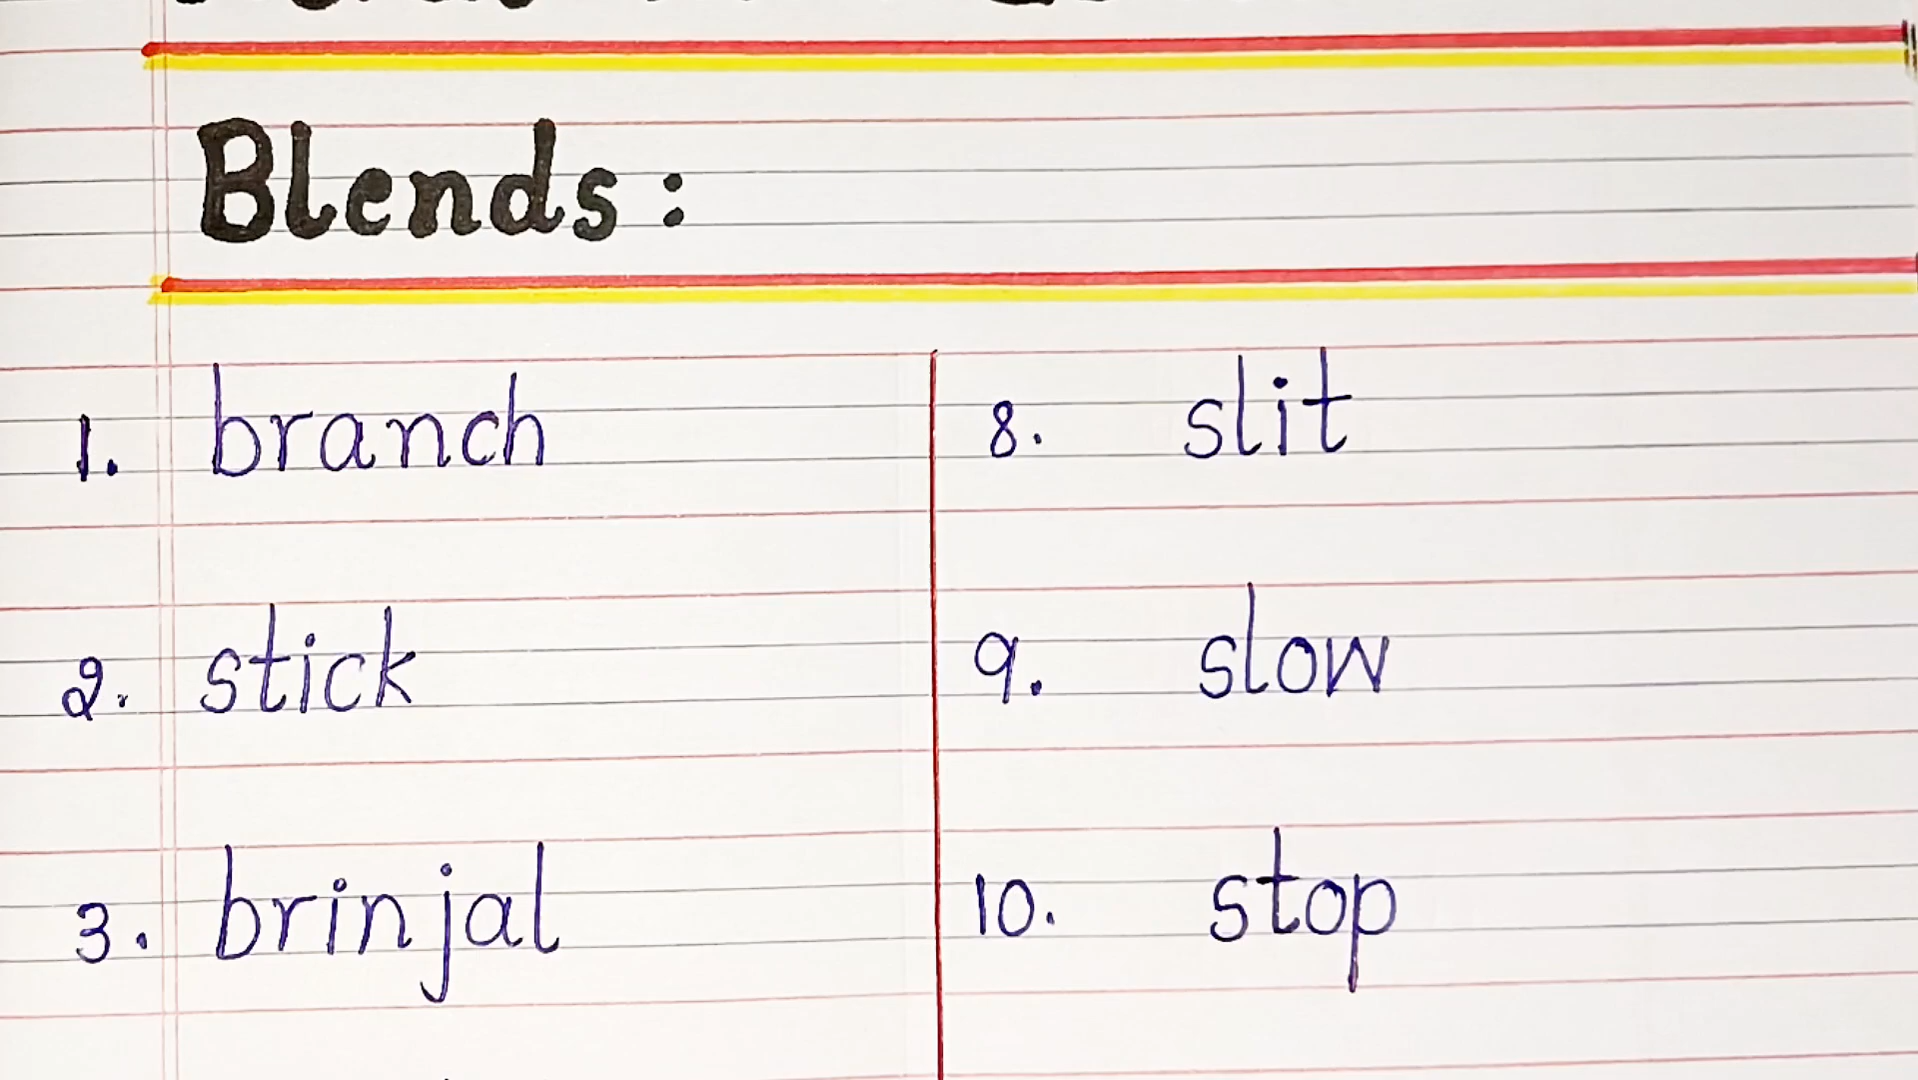 Blends:
1. branch
2. stick
3. brinjal
8. slit
9. slow
10. stop